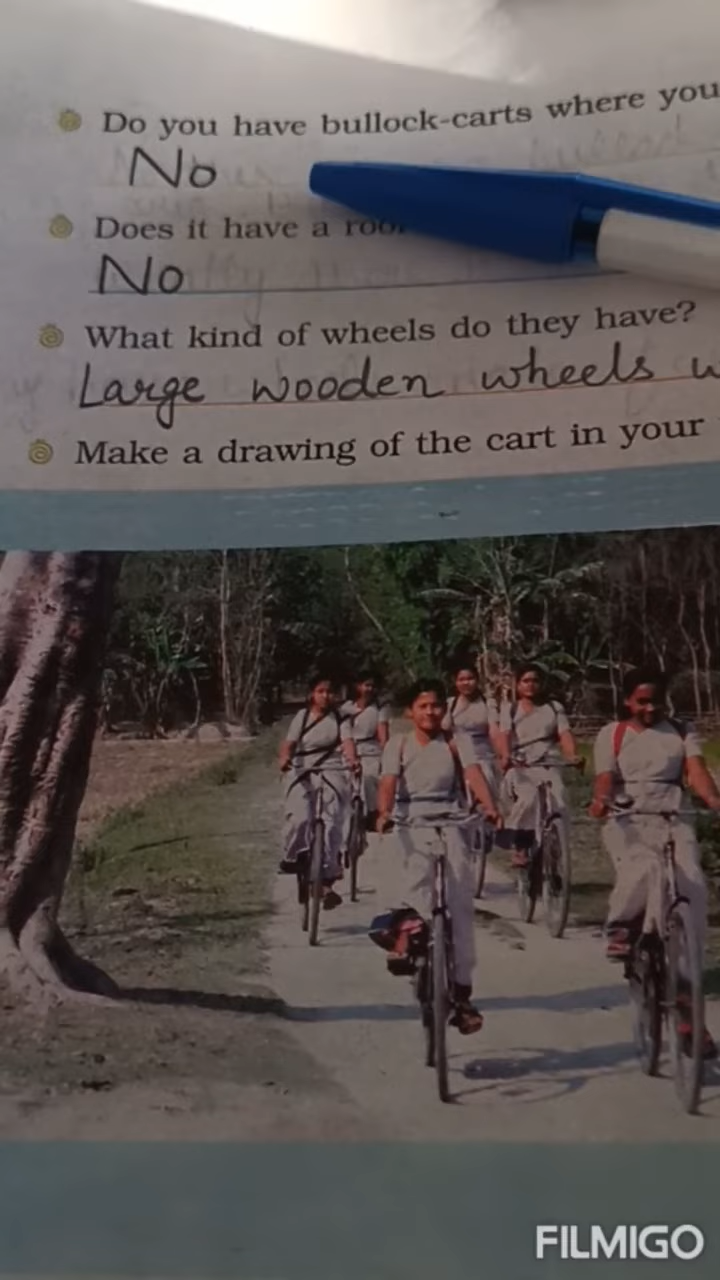 Do you have bullock-carts where you
No
Does it have a
No
What kind of wheels do they have?
Large wooden wheels
Make a drawing of the cart in your
FILMIGO